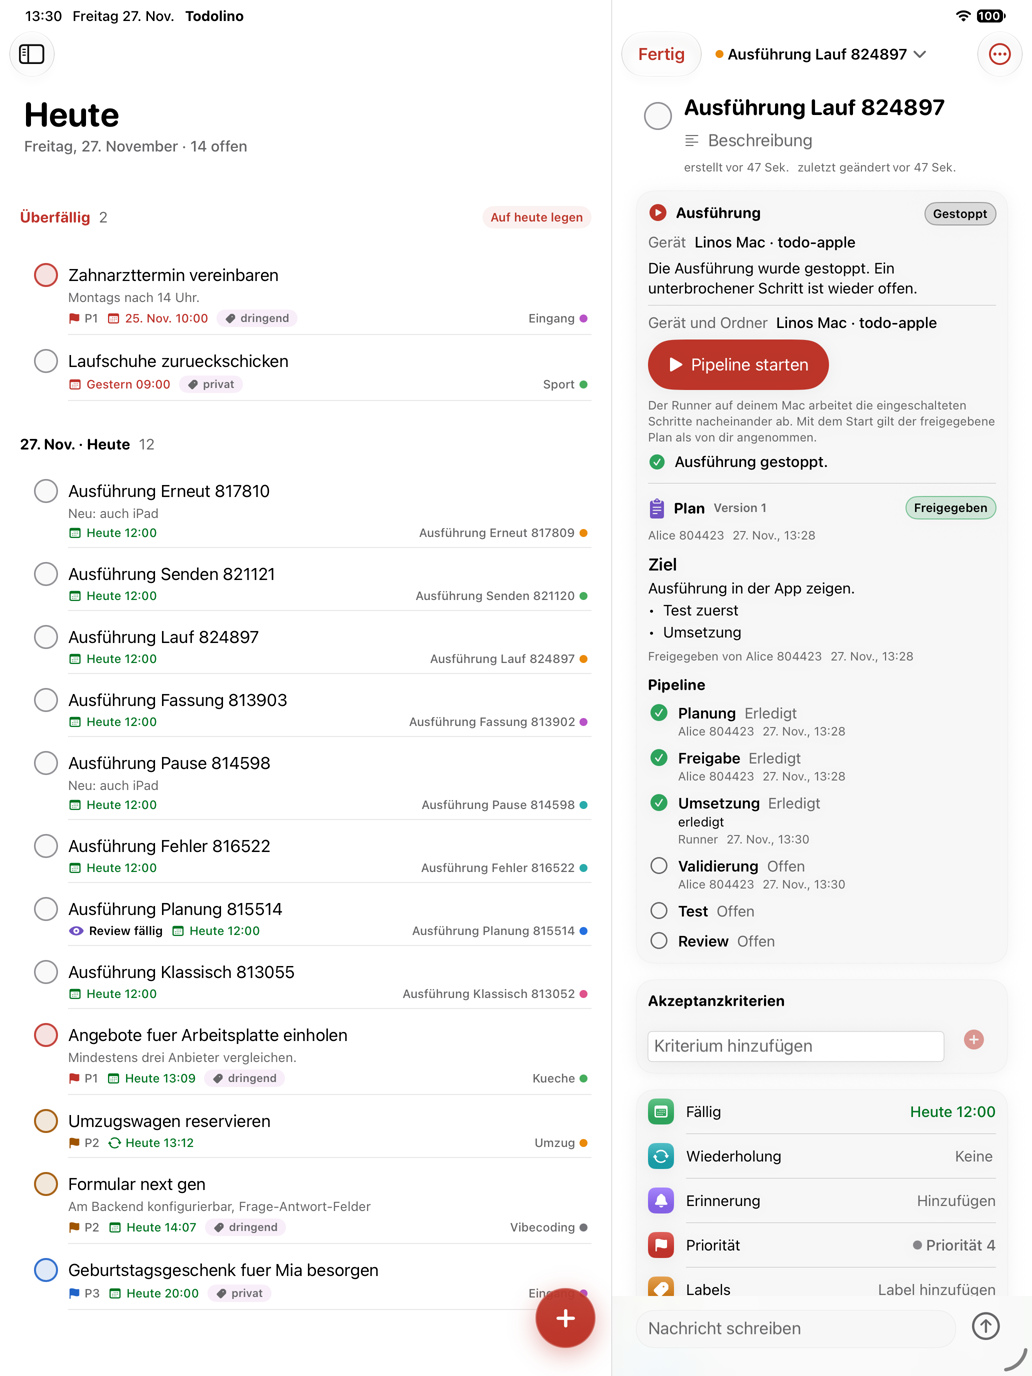 13:30 Freitag 27. Nov. Todolino
100
Heute
Freitag, 27. November · 14 offen
Überfällig 2
Auf heute legen
Zahnarzttermin vereinbaren
Montags nach 14 Uhr.
P1 25. Nov. 10:00 dringend
Eingang
Laufschuhe zurueckschicken
Gestern 09:00 privat
Sport
27. Nov. · Heute 12
Ausführung Erneut 817810
Neu: auch iPad
Heute 12:00
Ausführung Erneut 817809
Ausführung Senden 821121
Heute 12:00
Ausführung Senden 821120
Ausführung Lauf 824897
Heute 12:00
Ausführung Lauf 824897
Ausführung Fassung 813903
Heute 12:00
Ausführung Fassung 813902
Ausführung Pause 814598
Neu: auch iPad
Heute 12:00
Ausführung Pause 814598
Ausführung Fehler 816522
Heute 12:00
Ausführung Fehler 816522
Ausführung Planung 815514
Review fällig Heute 12:00
Ausführung Planung 815514
Ausführung Klassisch 813055
Heute 12:00
Ausführung Klassisch 813052
Angebote fuer Arbeitsplatte einholen
Mindestens drei Anbieter vergleichen.
P1 Heute 13:09 dringend
Kueche
Umzugswagen reservieren
P2 Heute 13:12
Umzug
Formular next gen
Am Backend konfigurierbar, Frage-Antwort-Felder
P2 Heute 14:07 dringend
Vibecoding
Geburtstagsgeschenk fuer Mia besorgen
P3 Heute 20:00 privat
Fertig
Ausführung Lauf 824897
Ausführung Lauf 824897
Beschreibung
erstellt vor 47 Sek. zuletzt geändert vor 47 Sek.
Ausführung
Gestoppt
Gerät Linos Mac · todo-apple
Die Ausführung wurde gestoppt. Ein
unterbrochener Schritt ist wieder offen.
Gerät und Ordner Linos Mac · todo-apple
Pipeline starten
Der Runner auf deinem Mac arbeitet die eingeschalteten
Schritte nacheinander ab. Mit dem Start gilt der freigegebene
Plan als von dir angenommen.
Ausführung gestoppt.
Plan Version 1
Freigegeben
Alice 804423 27. Nov., 13:28
Ziel
Ausführung in der App zeigen.
• Test zuerst
• Umsetzung
Freigegeben von Alice 804423 27. Nov., 13:28
Pipeline
Planung Erledigt
Alice 804423 27. Nov., 13:28
Freigabe Erledigt
Alice 804423 27. Nov., 13:28
Umsetzung Erledigt
erledigt
Runner 27. Nov., 13:30
Validierung Offen
Alice 804423 27. Nov., 13:30
Test Offen
Review Offen
Akzeptanzkriterien
Kriterium hinzufügen
Fällig
Heute 12:00
Wiederholung
Keine
Erinnerung
Hinzufügen
Priorität
Priorität 4
Labels
Label hinzufügen
Nachricht schreiben